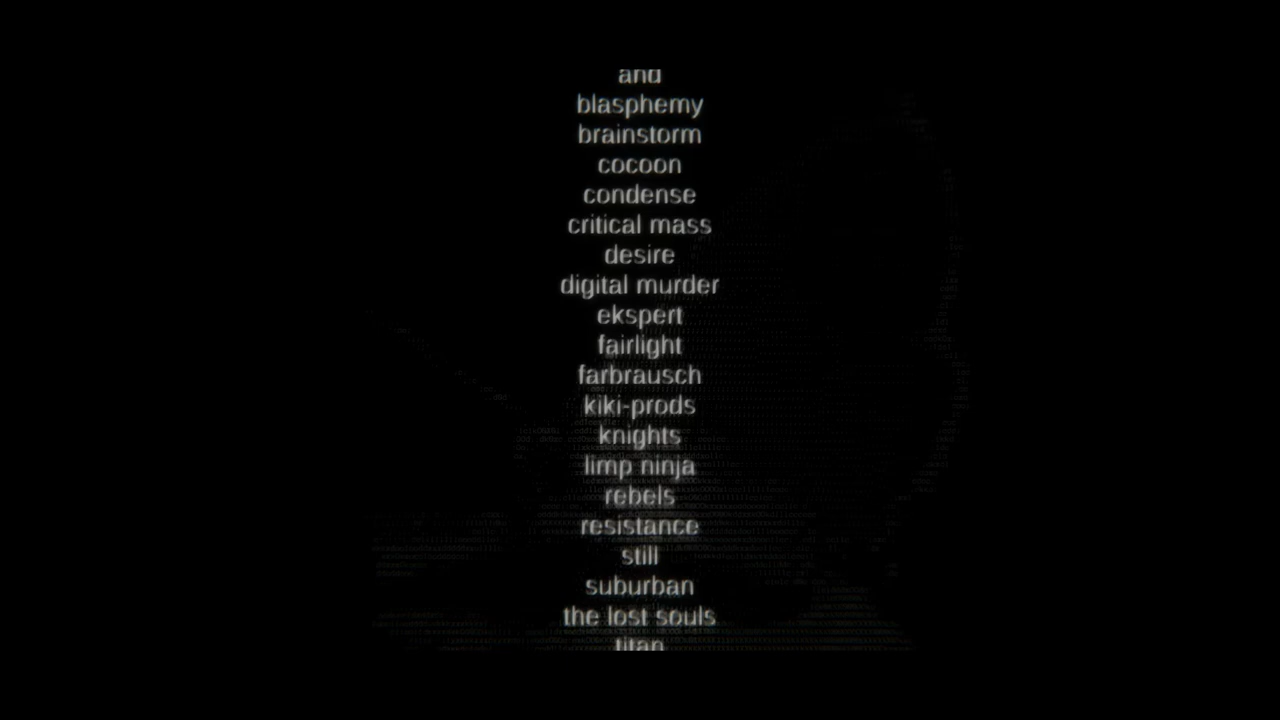 and
blasphemy
brainstorm
cocoon
condense
critical mass
desire
digital murder
ekspert
fairlight
farbrausch
kiki-prods
knights
limp ninja
rebels
resistance
still
suburban
the lost souls
titan